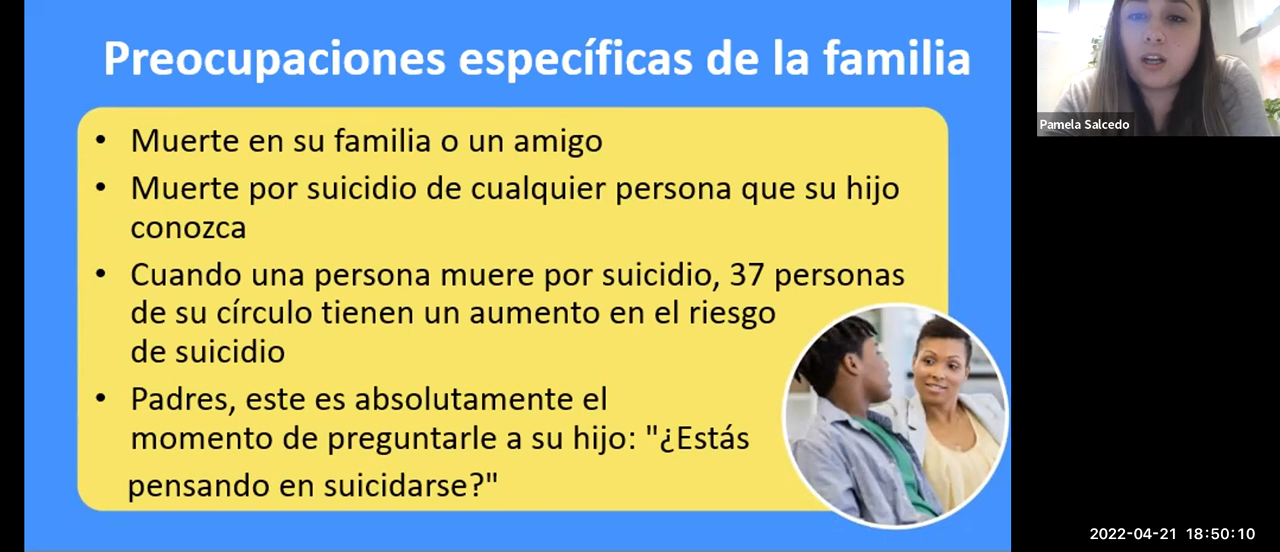 Preocupaciones específicas de la familia
• Muerte en su familia o un amigo
• Muerte por suicidio de cualquier persona que su hijo
conozca
• Cuando una persona muere por suicidio, 37 personas
de su círculo tienen un aumento en el riesgo
de suicidio
• Padres, este es absolutamente el
momento de preguntarle a su hijo: "¿Estás
pensando en suicidarse?"
Pamela Salcedo
2022-04-21 18:50:10